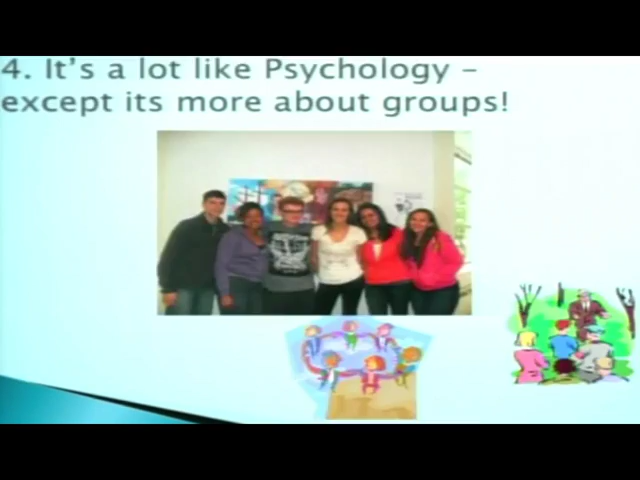 4. It's a lot like Psychology –
except its more about groups!